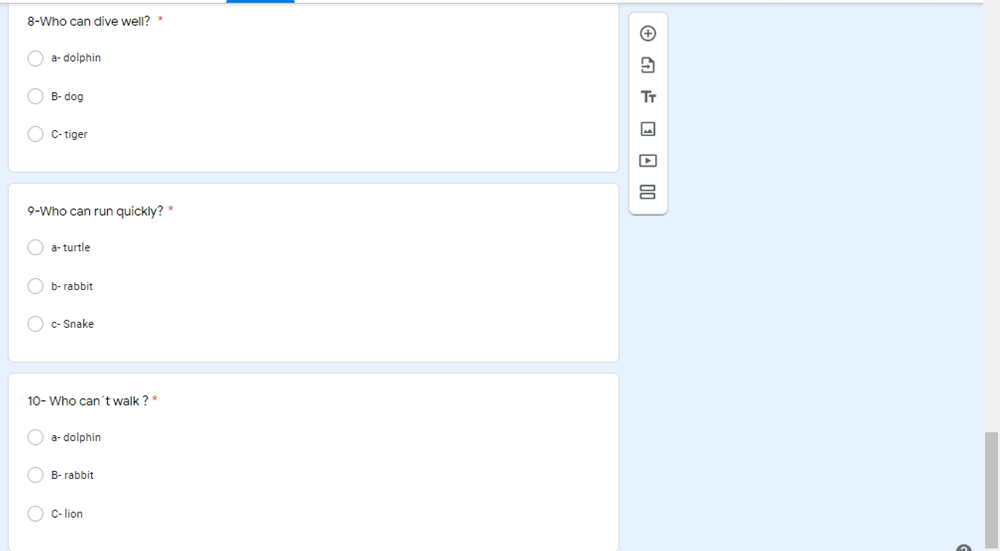 8-Who can dive well? *
a- dolphin
B- dog
C- tiger
9-Who can run quickly? *
a- turtle
b- rabbit
c- Snake
10- Who can´t walk ? *
a- dolphin
B- rabbit
C- lion
Tт
?